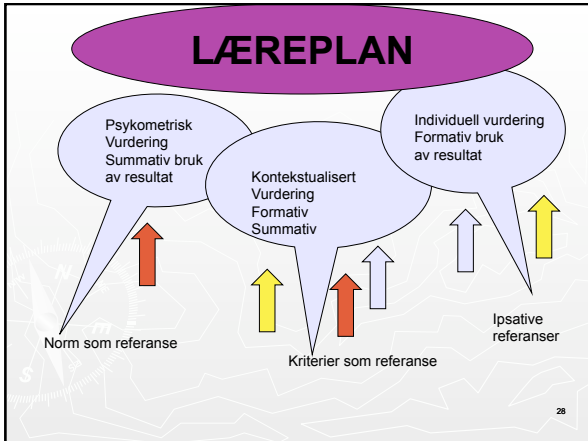 LÆREPLAN
Psykometrisk
Vurdering
Summativ bruk
av resultat
Kontekstualisert
Vurdering
Formativ
Summativ
Individuell vurdering
Formativ bruk
av resultat
Norm som referanse
Kriterier som referanse
Ipsative
referanser
N
S
28